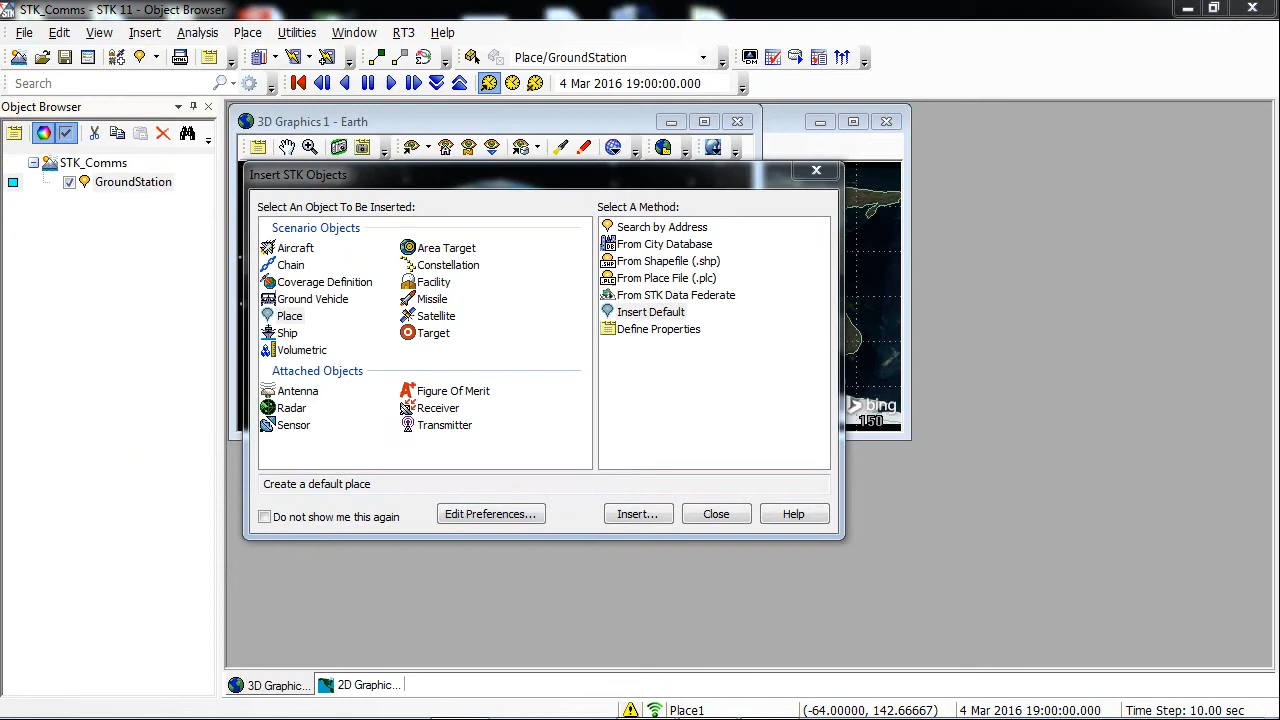 STK_Comms - STK 11 - Object Browser
File Edit View Insert Analysis Place Utilities Window RT3 Help
Place/GroundStation
Search
4 Mar 2016 19:00:00.000
Object Browser
STK_Comms
GroundStation
3D Graphics 1 - Earth
Insert STK Objects
Select An Object To Be Inserted:
Select A Method:
Scenario Objects
Aircraft
Area Target
Chain
Constellation
Coverage Definition
Facility
Ground Vehicle
Missile
Place
Satellite
Ship
Target
Volumetric
Attached Objects
Antenna
Figure Of Merit
Radar
Receiver
Sensor
Transmitter
Search by Address
From City Database
From Shapefile (.shp)
From Place File (.plc)
From STK Data Federate
Insert Default
Define Properties
bing
150
Create a default place
Do not show me this again
Edit Preferences...
Insert...
Close
Help
3D Graphic...
2D Graphic...
Place1
(-64.00000, 142.66667)
4 Mar 2016 19:00:00.000
Time Step: 10.00 sec